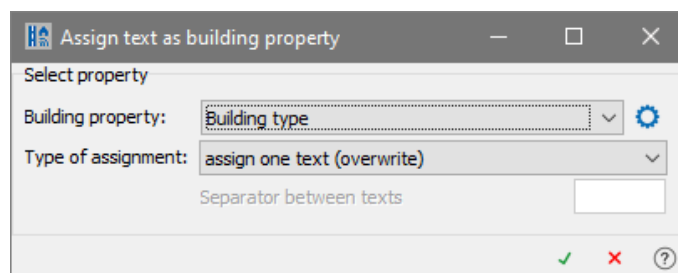 Assign text as building property
Select property
Building property: Building type
Type of assignment: assign one text (overwrite)
Separator between texts